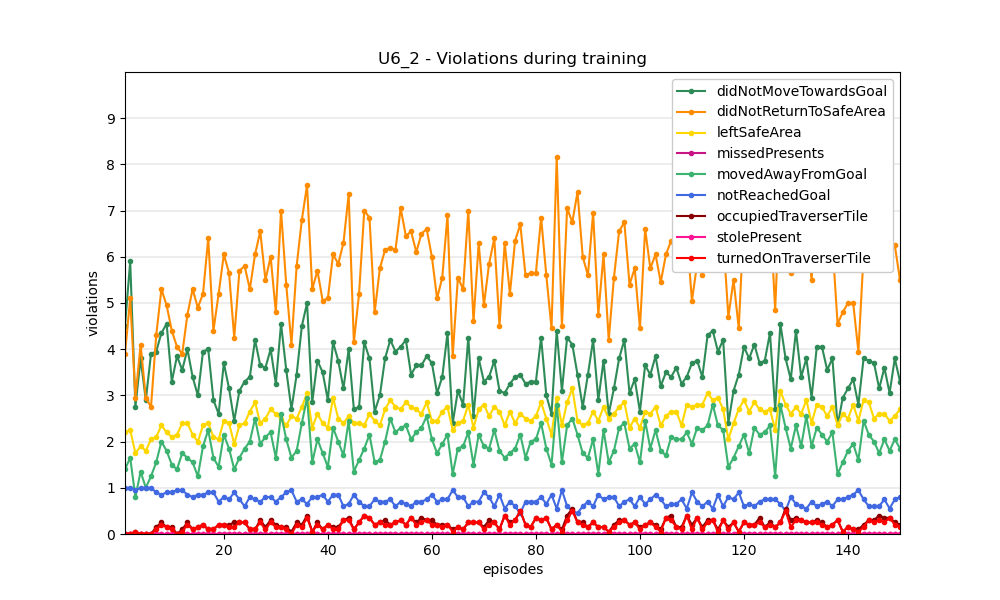 U6_2 - Violations during training
violations
9
8
7
6
5
4
3
2
1
0
didNotMoveTowardsGoal
didNotReturnToSafeArea
leftSafeArea
missedPresents
movedAwayFromGoal
notReachedGoal
occupiedTraverserTile
stolePresent
turnedOnTraverserTile
20 40 60 80 100 120 140
episodes